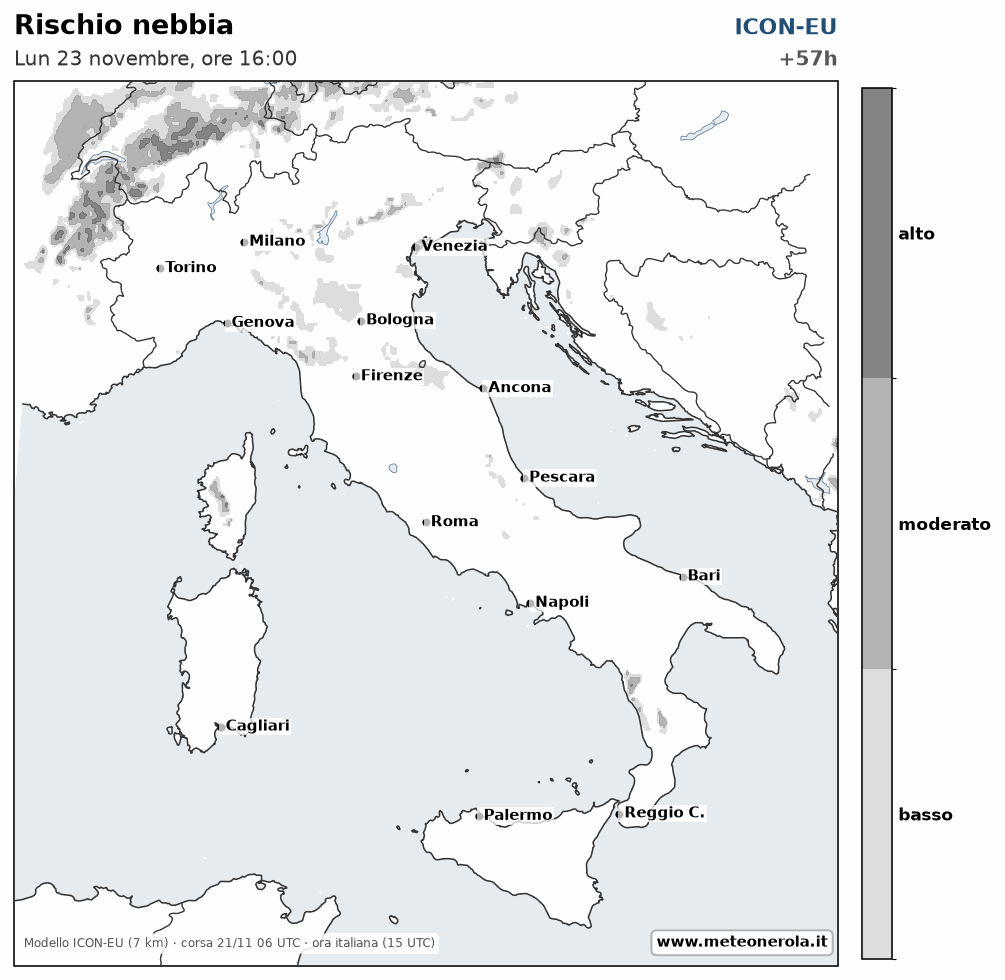 Rischio nebbia
ICON-EU
Lun 23 novembre, ore 16:00
+57h
alto
Milano
Venezia
Torino
Genova
Bologna
Firenze
Ancona
Pescara
Roma
moderato
Bari
Napoli
Cagliari
Palermo
Reggio C.
basso
Modello ICON-EU (7 km) · corsa 21/11 06 UTC · ora italiana (15 UTC)
www.meteonerola.it